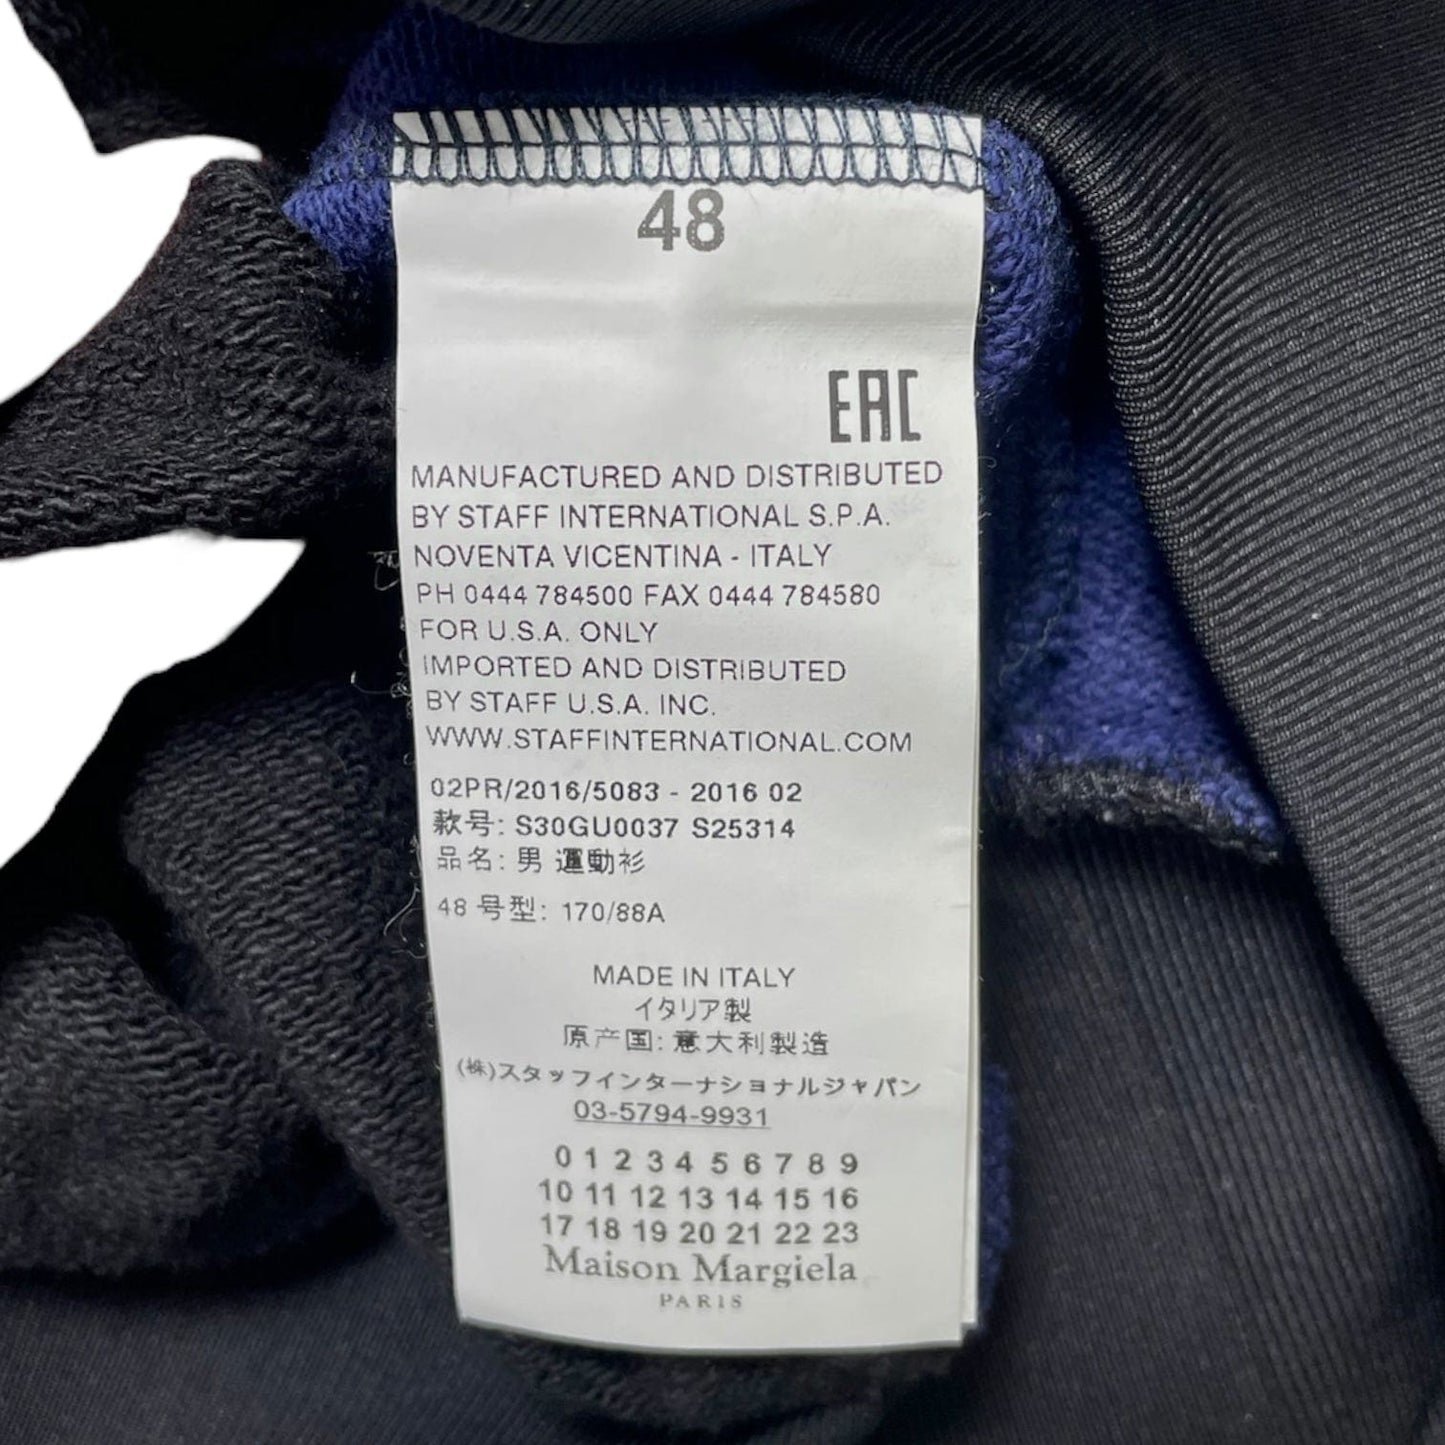 48
EAC
MANUFACTURED AND DISTRIBUTED
BY STAFF INTERNATIONAL S.P.A.
NOVENTA VICENTINA - ITALY
PH 0444 784500 FAX 0444 784580
FOR U.S.A. ONLY
IMPORTED AND DISTRIBUTED
BY STAFF U.S.A. INC.
WWW.STAFFINTERNATIONAL.COM
02PR/2016/5083 - 2016 02
款号: S30GU0037 S25314
品名: 男 運動衫
48 号型: 170/88A
MADE IN ITALY
イタリア製
原产国: 意大利製造
(株)スタッフインターナショナルジャパン
03-5794-9931
0 1 2 3 4 5 6 7 8 9
10 11 12 13 14 15 16
17 18 19 20 21 22 23
Maison Margiela
PARIS